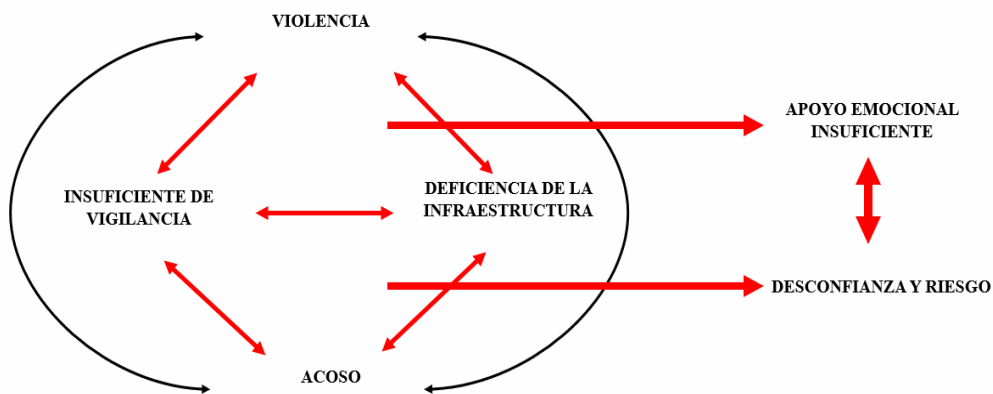 VIOLENCIA
APOYO EMOCIONAL
INSUFICIENTE
INSUFICIENTE DE
VIGILANCIA
DEFICIENCIA DE LA
INFRAESTRUCTURA
DESCONFIANZA Y RIESGO
ACOSO